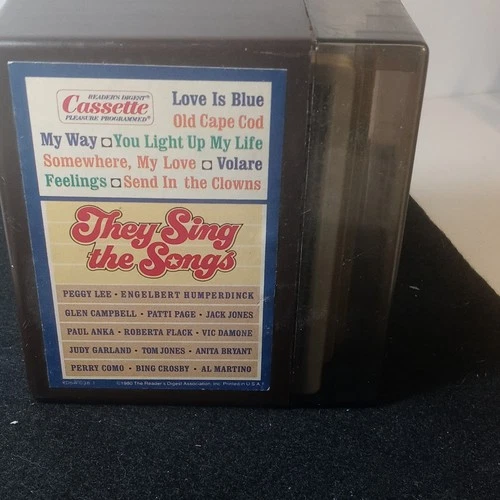 READER'S DIGEST®
Cassette
PLEASURE PROGRAMMED®
Love Is Blue
Old Cape Cod
My Way You Light Up My Life
Somewhere, My Love Volare
Feelings Send In the Clowns
They Sing
the Songs
PEGGY LEE • ENGELBERT HUMPERDINCK
GLEN CAMPBELL • PATTI PAGE • JACK JONES
PAUL ANKA • ROBERTA FLACK • VIC DAMONE
JUDY GARLAND • TOM JONES • ANITA BRYANT
PERRY COMO • BING CROSBY • AL MARTINO
©1980 The Reader's Digest Association, Inc. Printed in U.S.A.